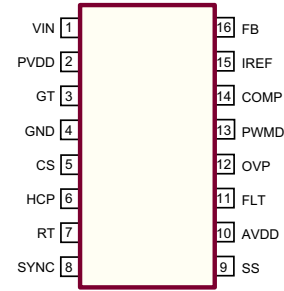 VIN 1 16 FB
PVDD 2 15 IREF
GT 3 14 COMP
GND 4 13 PWMD
CS 5 12 OVP
HCP 6 11 FLT
RT 7 10 AVDD
SYNC 8 9 SS